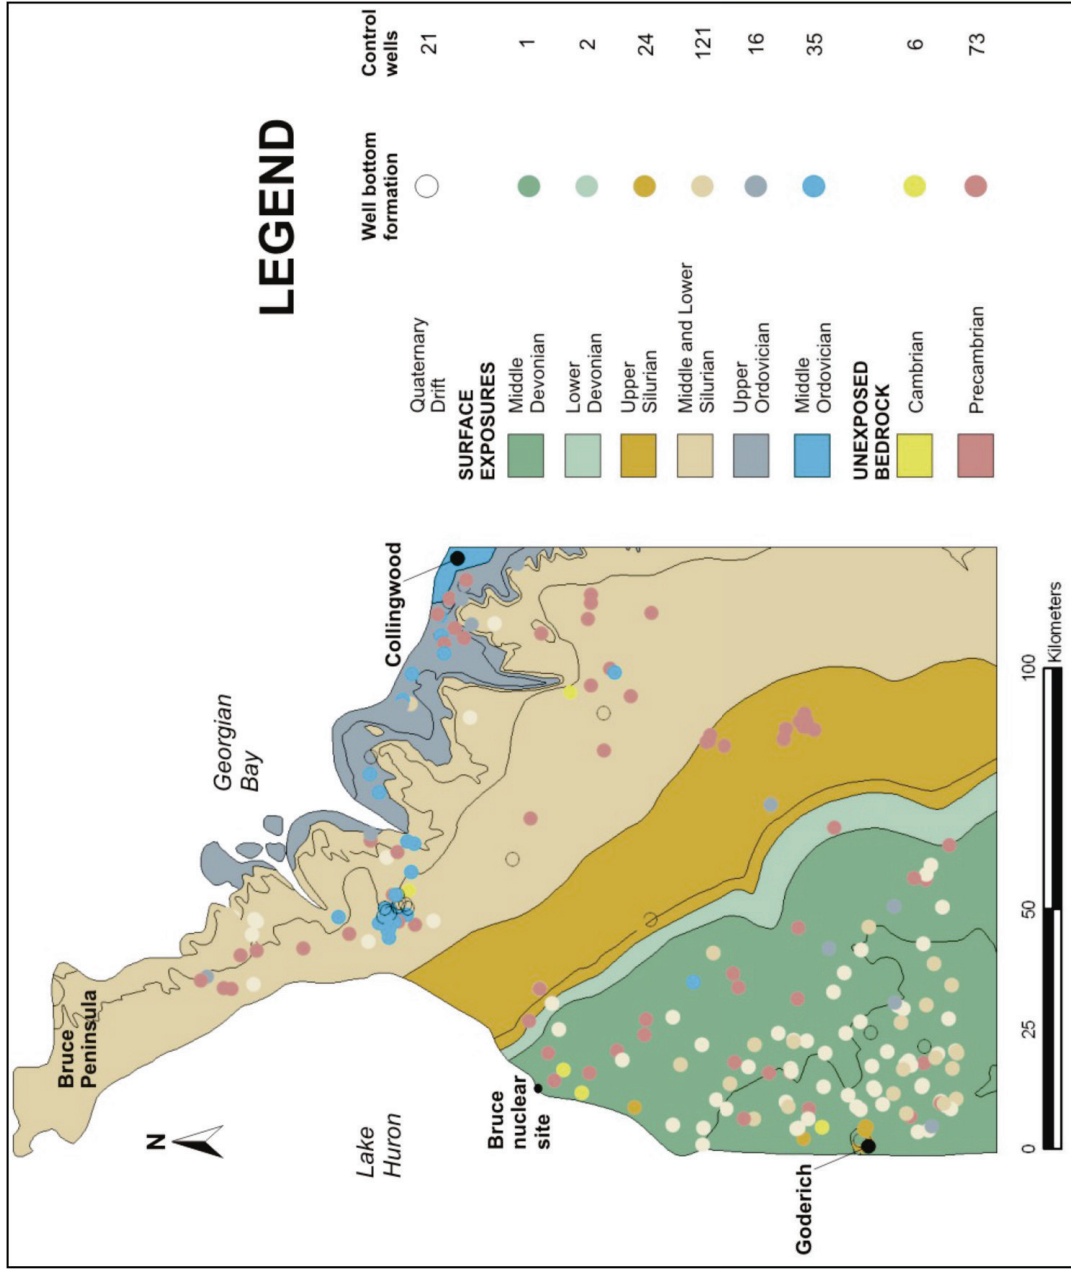 LEGEND
Well bottom
formation
Control
wells
Quaternary
Drift
21
SURFACE
EXPOSURES
Middle
Devonian
1
Lower
Devonian
2
Upper
Silurian
24
Middle and Lower
Silurian
121
Upper
Ordovician
16
Middle
Ordovician
35
UNEXPOSED
BEDROCK
Cambrian
6
Precambrian
73
Bruce
Peninsula
Georgian
Bay
N
Lake
Huron
Collingwood
Bruce
nuclear
site
Goderich
0
25
50
100
Kilometers